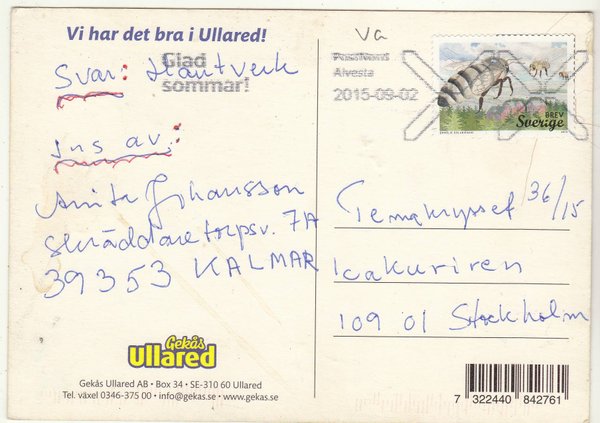 Vi har det bra i Ullared!
Glad
sommar!
Svar: Hantverk
Ins av:
Anita Johansson
Skräddaretorpsv. 7A
39353 KALMAR
Gekås
Ullared
Gekås Ullared AB • Box 34 • SE-310 60 Ullared
Tel. växel 0346-375 00 • info@gekas.se • www.gekas.se
va
PostNord
Alvesta
2015-09-02
BREV
Sverige
Temakrysset 36/15
Icakuriren
109 01 Stockholm
7 322440 842761